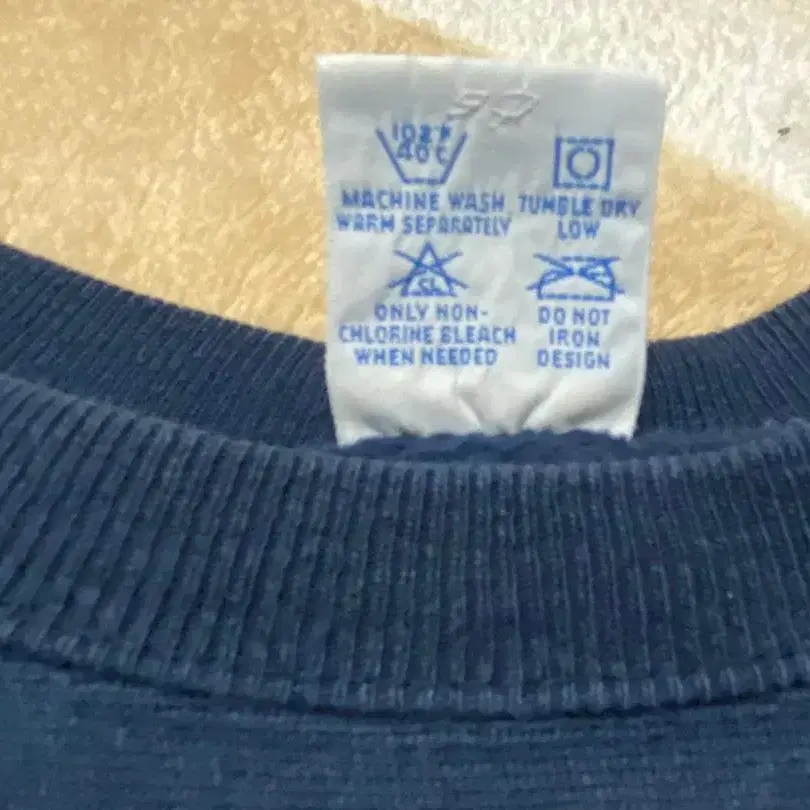 102°F
40°C
MACHINE WASH
WARM SEPARATELY
TUMBLE DRY
LOW
CL
ONLY NON-
CHLORINE BLEACH
WHEN NEEDED
DO NOT
IRON
DESIGN